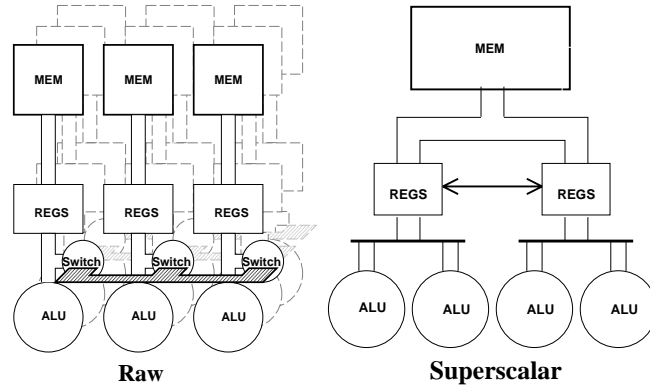 MEM MEM MEM
REGS REGS REGS
Switch Switch Switch
ALU ALU ALU
Raw
MEM
REGS REGS
ALU ALU ALU ALU
Superscalar